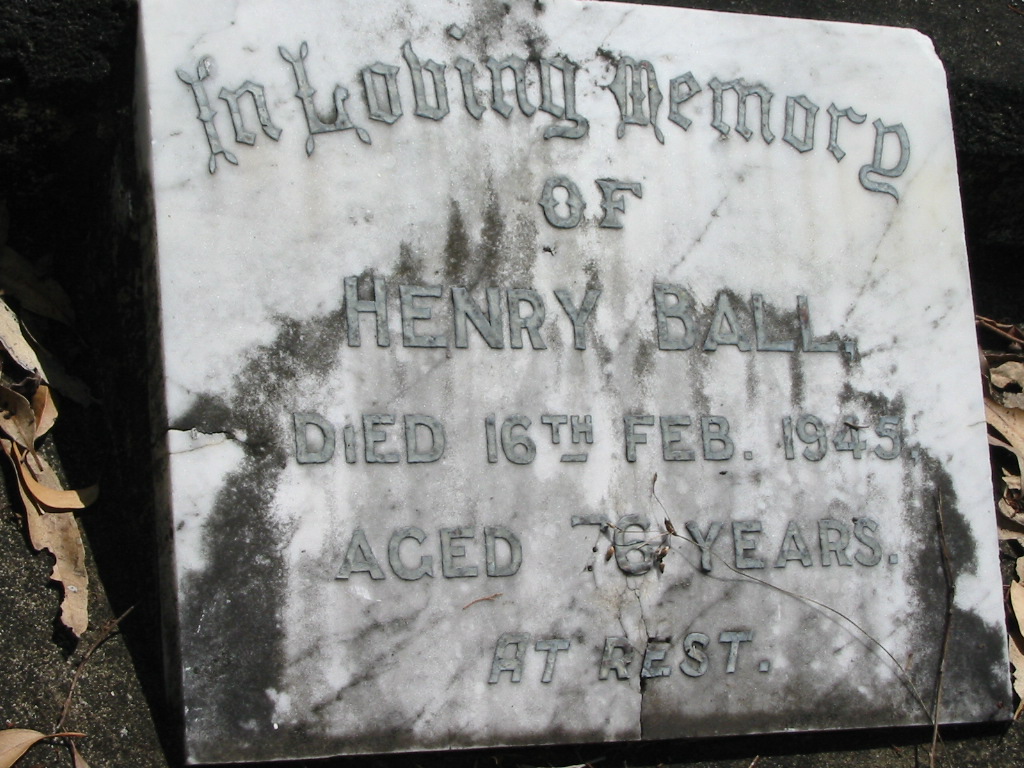 In Loving Memory
OF
HENRY BALL,
DIED 16TH FEB. 1945.
AGED 76 YEARS.
AT REST.